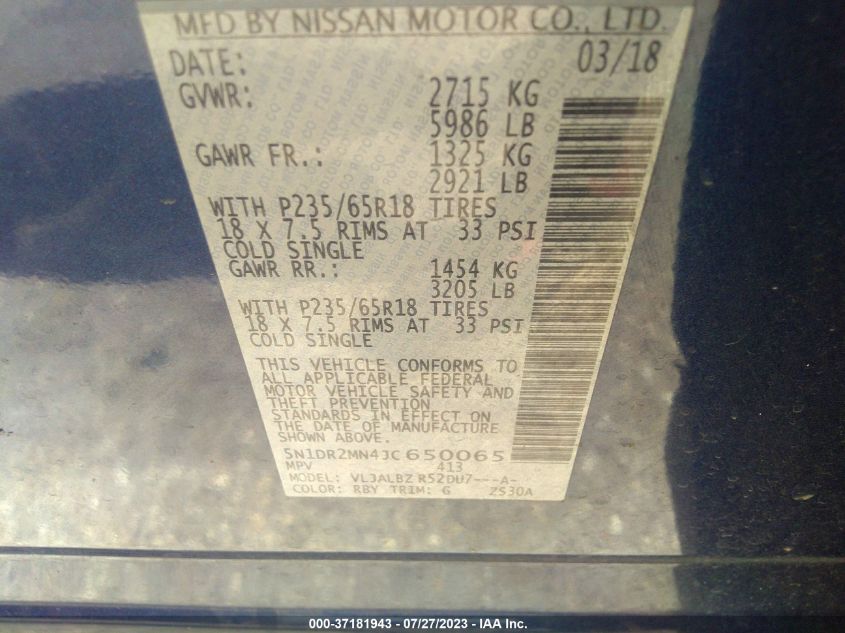 MFD BY NISSAN MOTOR CO., LTD.
DATE: 03/18
GVWR: 2715 KG
5986 LB
GAWR FR.: 1325 KG
2921 LB
WITH P235/65R18 TIRES
18 X 7.5 RIMS AT 33 PSI
COLD SINGLE
GAWR RR.: 1454 KG
3205 LB
WITH P235/65R18 TIRES
18 X 7.5 RIMS AT 33 PSI
COLD SINGLE
THIS VEHICLE CONFORMS TO
ALL APPLICABLE FEDERAL
MOTOR VEHICLE SAFETY AND
THEFT PREVENTION
STANDARDS IN EFFECT ON
THE DATE OF MANUFACTURE
SHOWN ABOVE.
5N1DR2MN4JC650065
MPV 413
MODEL: VLJALBZ R52DU7---A-
COLOR: RBY TRIM: G ZS30A
000-37181943 - 07/27/2023 - IAA Inc.